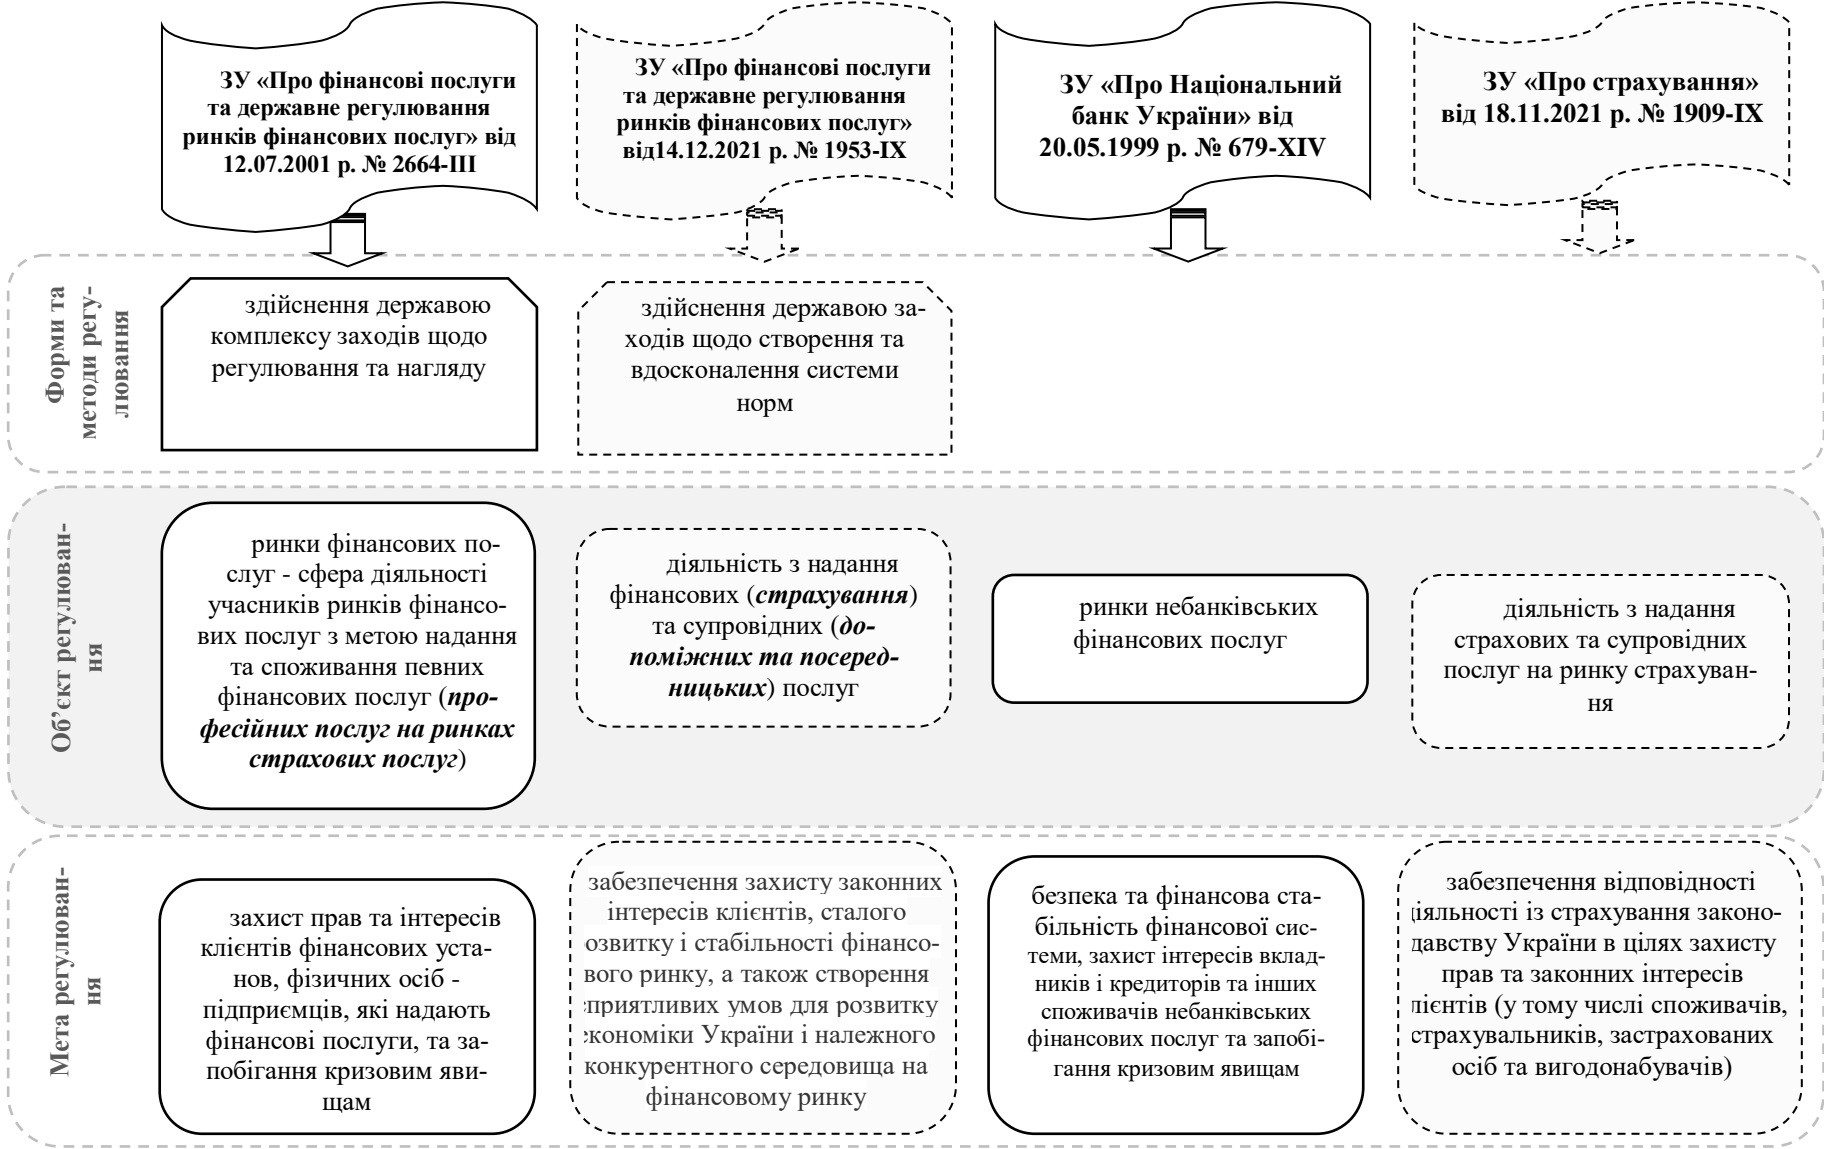 ЗУ «Про фінансові послуги
та державне регулювання
ринків фінансових послуг» від
12.07.2001 р. № 2664-III
ЗУ «Про фінансові послуги
та державне регулювання
ринків фінансових послуг»
від14.12.2021 р. № 1953-IX
ЗУ «Про Національний
банк України» від
20.05.1999 р. № 679-XIV
ЗУ «Про страхування»
від 18.11.2021 р. № 1909-IX
Форми та
методи регу-
лювання
здійснення державою
комплексу заходів щодо
регулювання та нагляду
здійснення державою за-
ходів щодо створення та
вдосконалення системи
норм
Об’єкт регулюван-
ня
ринки фінансових по-
слуг - сфера діяльності
учасників ринків фінансо-
вих послуг з метою надання
та споживання певних
фінансових послуг (про-
фесійних послуг на ринках
страхових послуг)
діяльність з надання
фінансових (страхування)
та супровідних (до-
поміжних та посеред-
ницьких) послуг
ринки небанківських
фінансових послуг
діяльність з надання
страхових та супровідних
послуг на ринку страхуван-
ня
Мета регулюван-
ня
захист прав та інтересів
клієнтів фінансових уста-
нов, фізичних осіб -
підприємців, які надають
фінансові послуги, та за-
побігання кризовим яви-
щам
забезпечення захисту законних
інтересів клієнтів, сталого
озвитку і стабільності фінансо-
вого ринку, а також створення
сприятливих умов для розвитку
економіки України і належного
конкурентного середовища на
фінансовому ринку
безпека та фінансова ста-
більність фінансової сис-
теми, захист інтересів вклад-
ників і кредиторів та інших
споживачів небанківських
фінансових послуг та запобі-
гання кризовим явищам
забезпечення відповідності
діяльності із страхування законо-
давству України в цілях захисту
прав та законних інтересів
лієнтів (у тому числі споживачів,
страхувальників, застрахованих
осіб та вигодонабувачів)